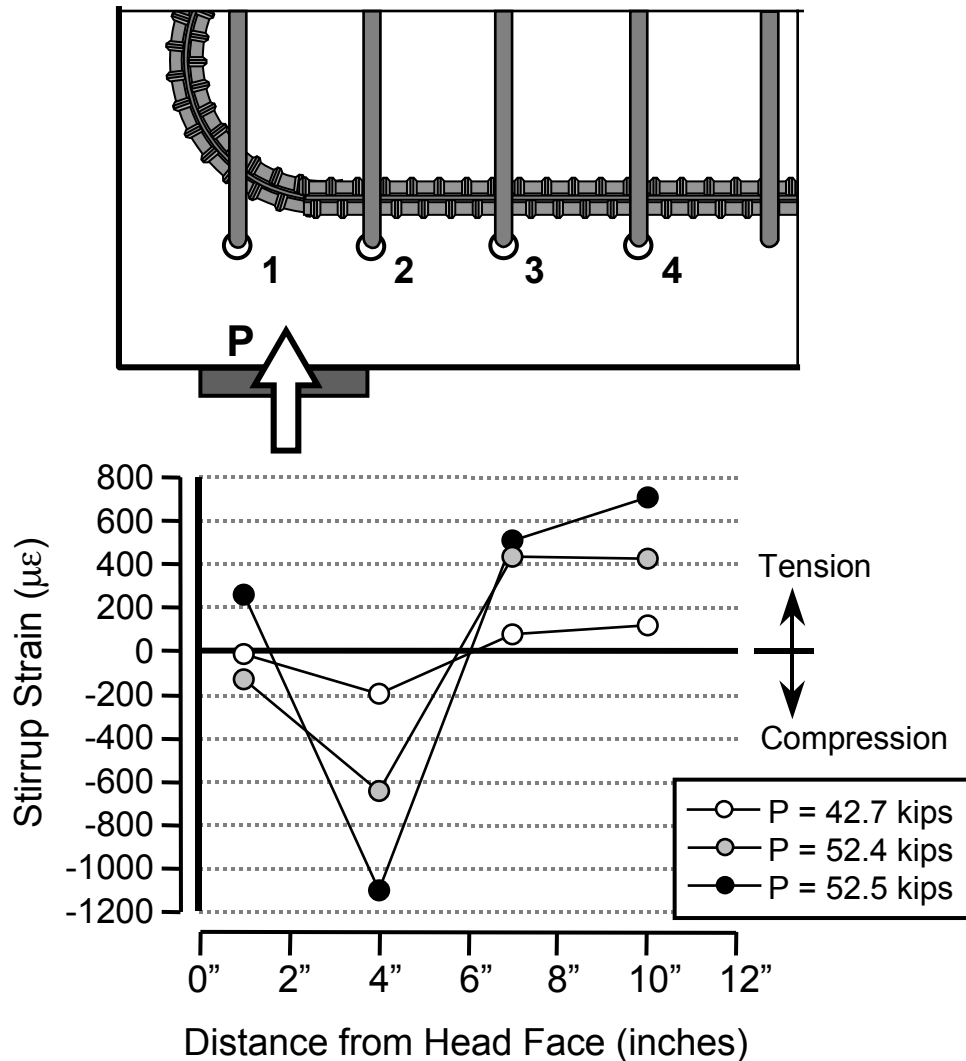 1 2 3 4
P
800
600
400
200
0
-200
-400
-600
-800
-1000
-1200
Stirrup Strain (με)
Tension
Compression
P = 42.7 kips
P = 52.4 kips
P = 52.5 kips
0” 2” 4” 6” 8” 10” 12”
Distance from Head Face (inches)